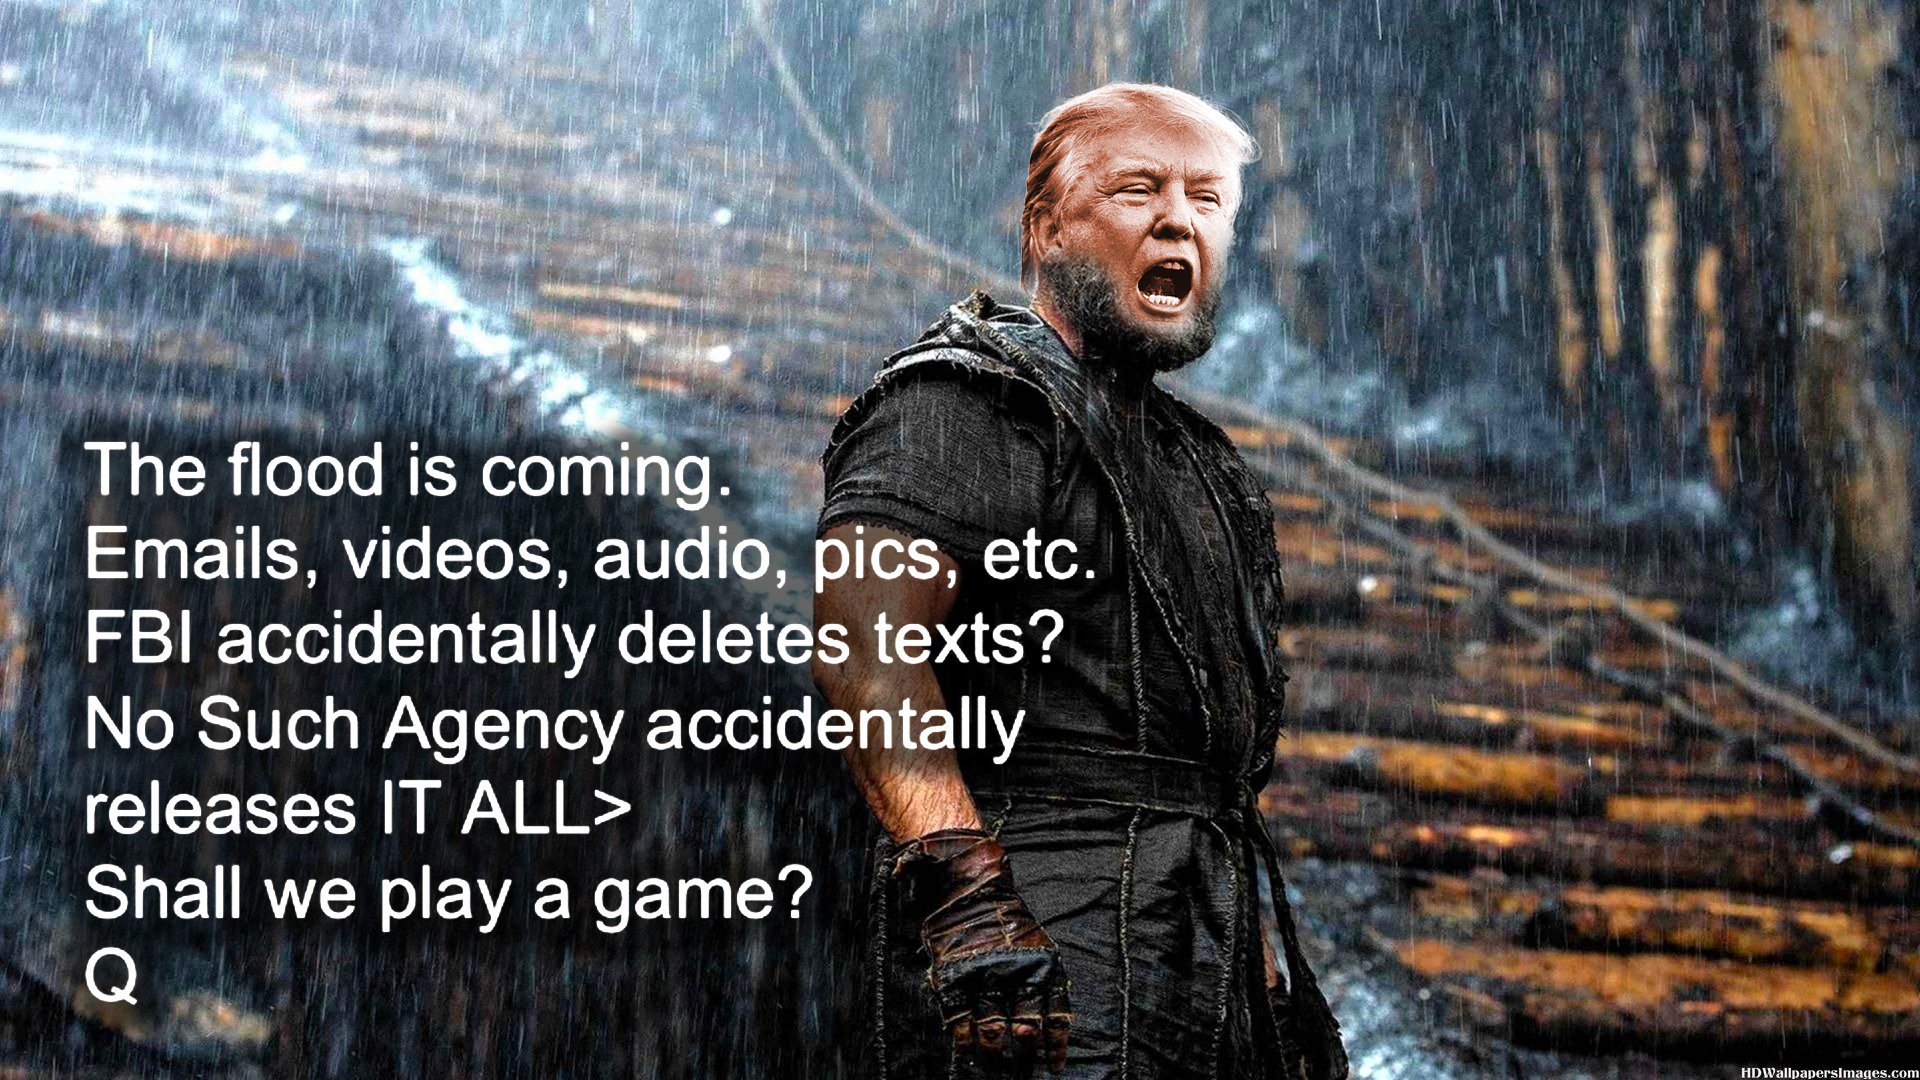 The flood is coming.
Emails, videos, audio, pics, etc.
FBI accidentally deletes texts?
No Such Agency accidentally
releases IT ALL>
Shall we play a game?
Q
HDWallpapersImages.com